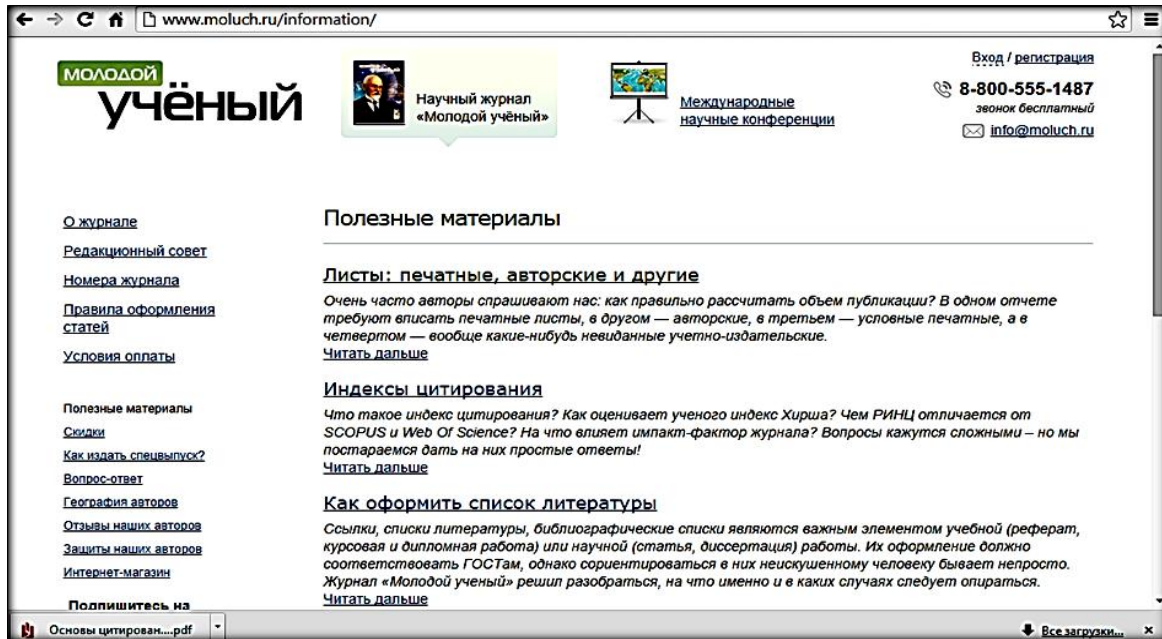 www.moluch.ru/information/
МОЛОДОЙ
учёный
Научный журнал
«Молодой учёный»
Международные
научные конференции
Вход / регистрация
8-800-555-1487
звонок бесплатный
info@moluch.ru
О журнале
Редакционный совет
Номера журнала
Правила оформления
статей
Условия оплаты
Полезные материалы
Скидки
Как издать спецвыпуск?
Вопрос-ответ
География авторов
Отзывы наших авторов
Защиты наших авторов
Интернет-магазин
Подпишитесь на
Полезные материалы
Листы: печатные, авторские и другие
Очень часто авторы спрашивают нас: как правильно рассчитать объем публикации? В одном отчете
требуют вписать печатные листы, в другом — авторские, в третьем — условные печатные, а в
четвертом — вообще какие-нибудь невиданные учетно-издательские.
Читать дальше
Индексы цитирования
Что такое индекс цитирования? Как оценивает ученого индекс Хирша? Чем РИНЦ отличается от
SCOPUS и Web Of Science? На что влияет импакт-фактор журнала? Вопросы кажутся сложными – но мы
постараемся дать на них простые ответы!
Читать дальше
Как оформить список литературы
Ссылки, списки литературы, библиографические списки являются важным элементом учебной (реферат,
курсовая и дипломная работа) или научной (статья, диссертация) работы. Их оформление должно
соответствовать ГОСТам, однако сориентироваться в них неискушенному человеку бывает непросто.
Журнал «Молодой ученый» решил разобраться, на что именно и в каких случаях следует опираться.
Читать дальше
Основы цитирован....pdf
Все загрузки...